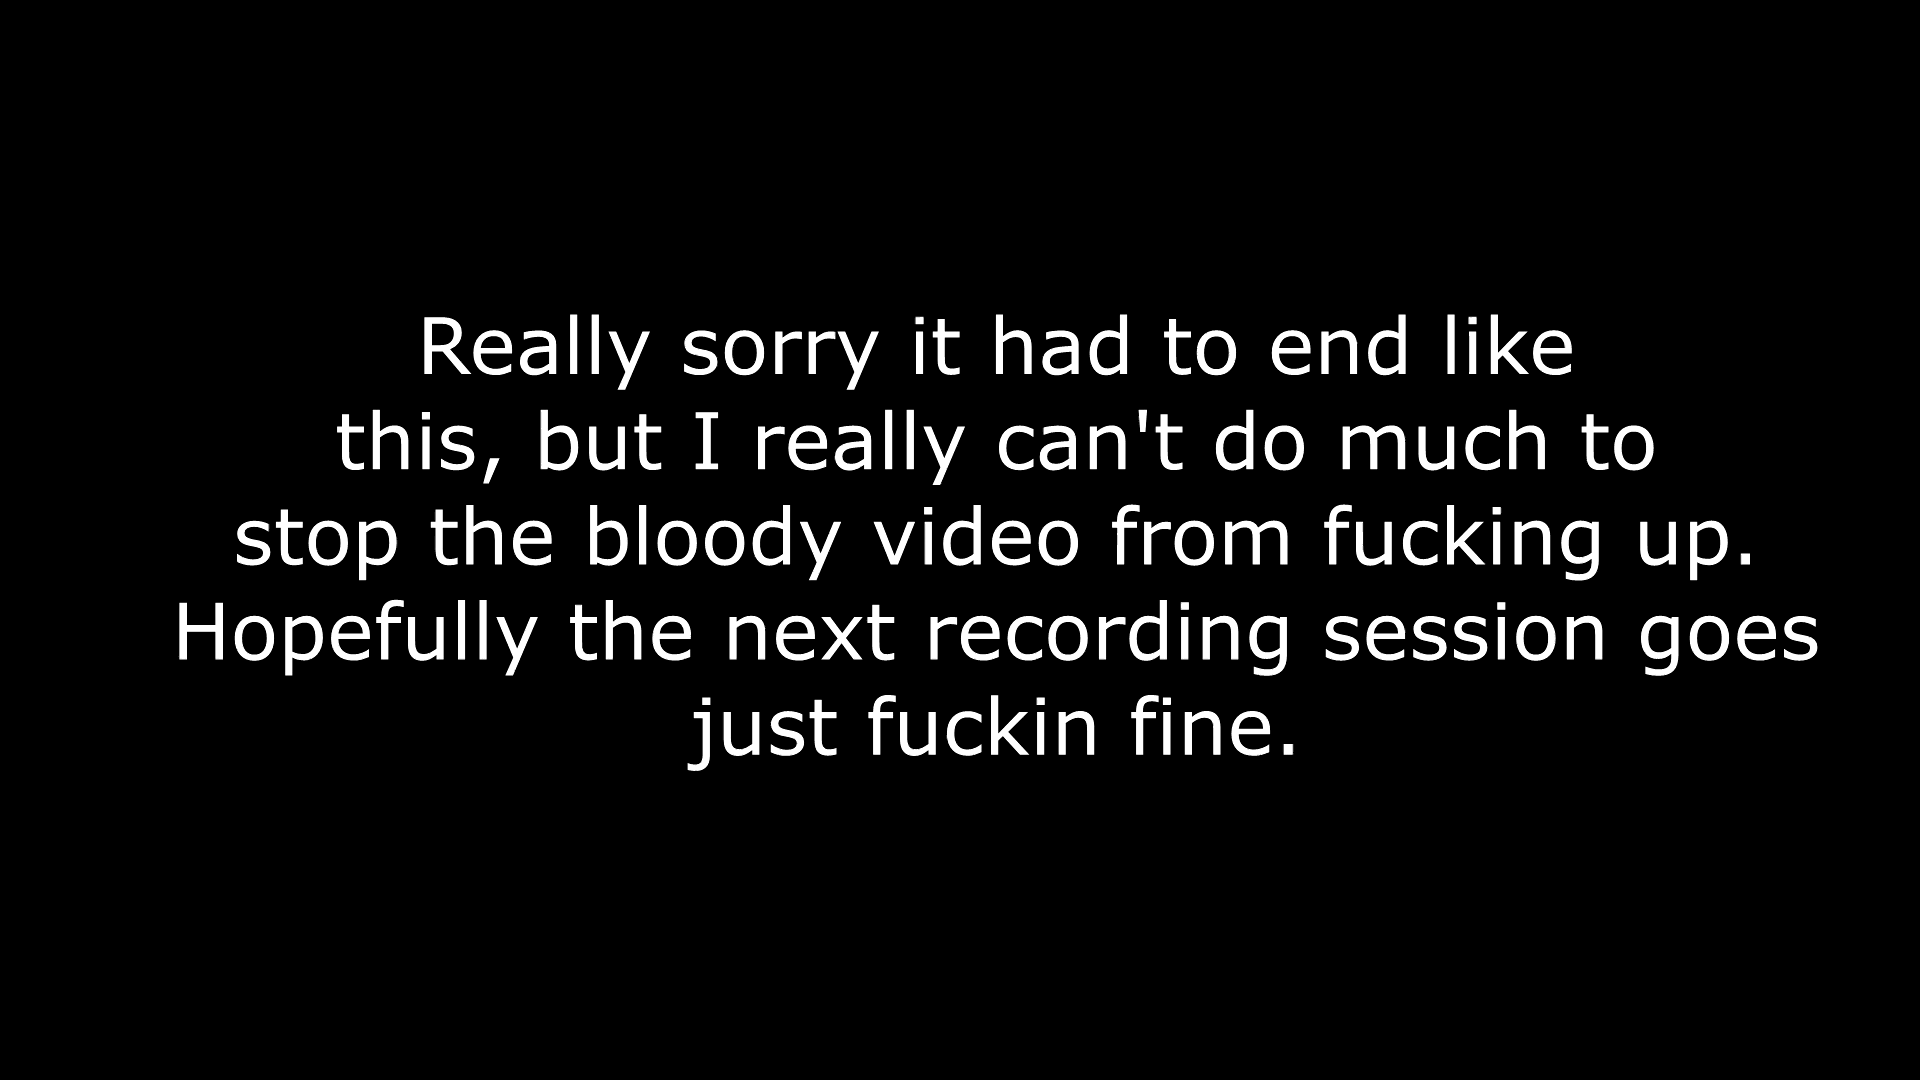 Really sorry it had to end like
this, but I really can't do much to
stop the bloody video from fucking up.
Hopefully the next recording session goes
just fuckin fine.